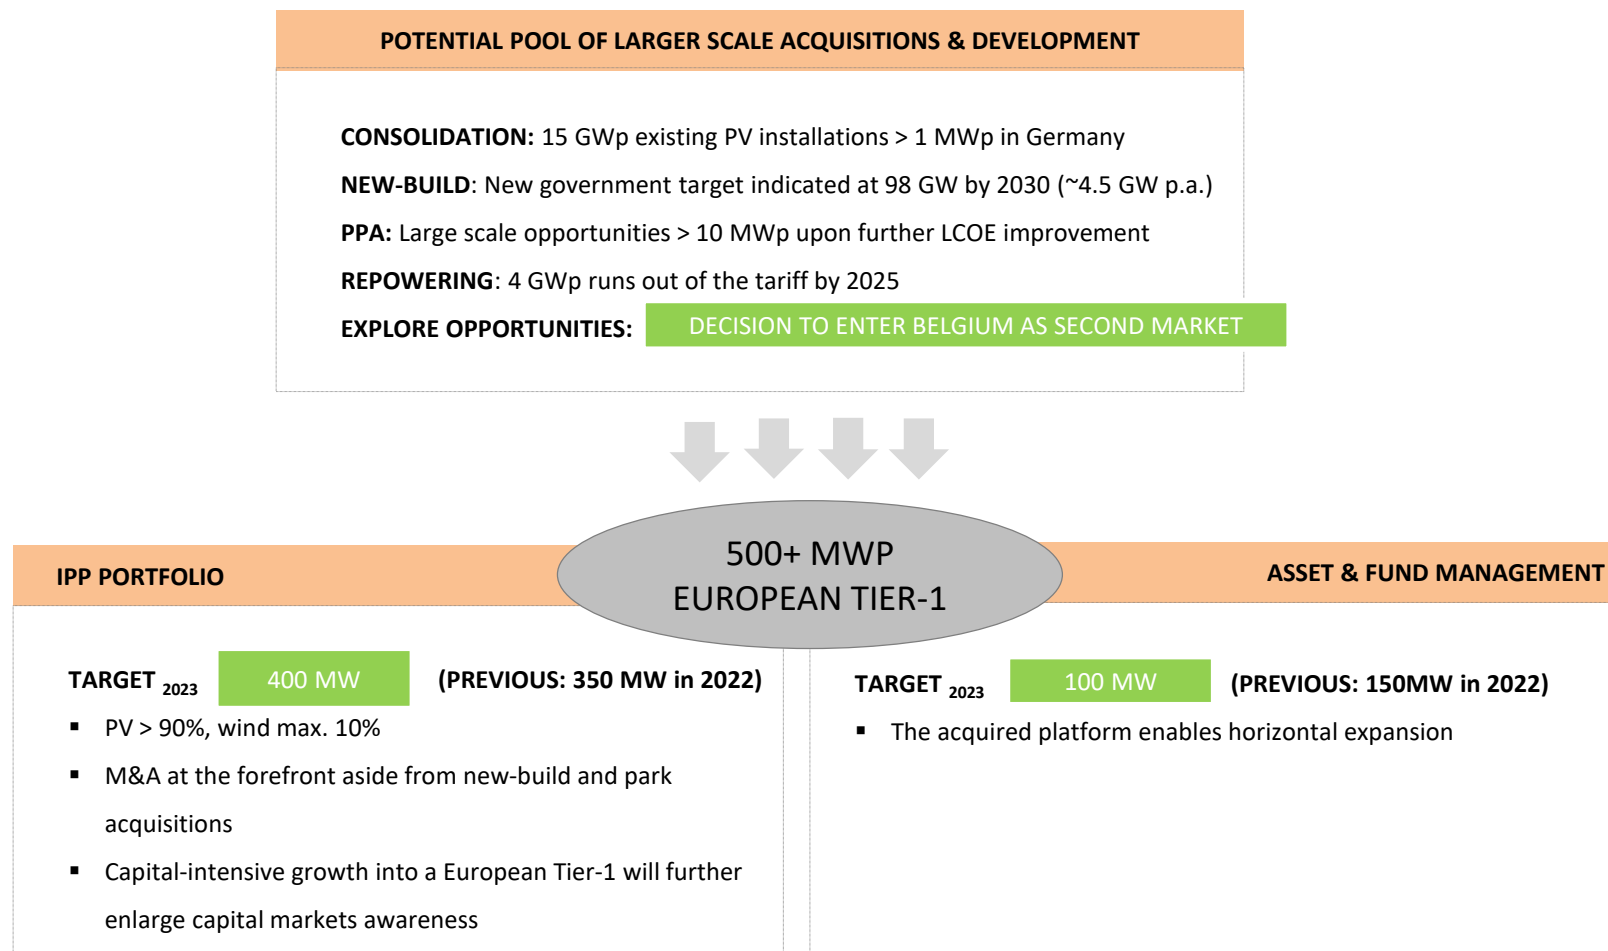 POTENTIAL POOL OF LARGER SCALE ACQUISITIONS & DEVELOPMENT
CONSOLIDATION: 15 GWp existing PV installations > 1 MWp in Germany
NEW-BUILD: New government target indicated at 98 GW by 2030 (~4.5 GW p.a.)
PPA: Large scale opportunities > 10 MWp upon further LCOE improvement
REPOWERING: 4 GWp runs out of the tariff by 2025
EXPLORE OPPORTUNITIES: DECISION TO ENTER BELGIUM AS SECOND MARKET
500+ MWP
EUROPEAN TIER-1
IPP PORTFOLIO
TARGET 2023 400 MW (PREVIOUS: 350 MW in 2022)
▪ PV > 90%, wind max. 10%
▪ M&A at the forefront aside from new-build and park
acquisitions
▪ Capital-intensive growth into a European Tier-1 will further
enlarge capital markets awareness
ASSET & FUND MANAGEMENT
TARGET 2023 100 MW (PREVIOUS: 150MW in 2022)
▪ The acquired platform enables horizontal expansion